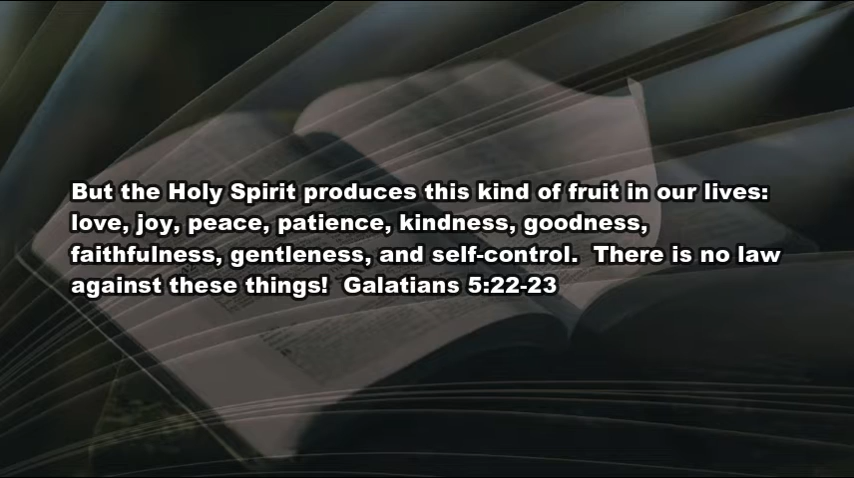 But the Holy Spirit produces this kind of fruit in our lives:
love, joy, peace, patience, kindness, goodness,
faithfulness, gentleness, and self-control.  There is no law
against these things!  Galatians 5:22-23